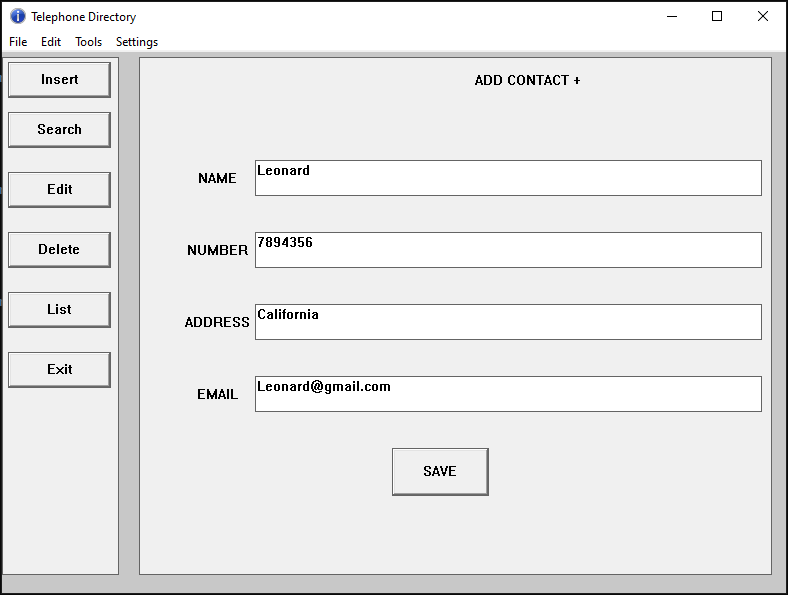 Telephone Directory
File Edit Tools Settings
Insert
Search
Edit
Delete
List
Exit
ADD CONTACT +
NAME Leonard
NUMBER 7894356
ADDRESS California
EMAIL Leonard@gmail.com
SAVE